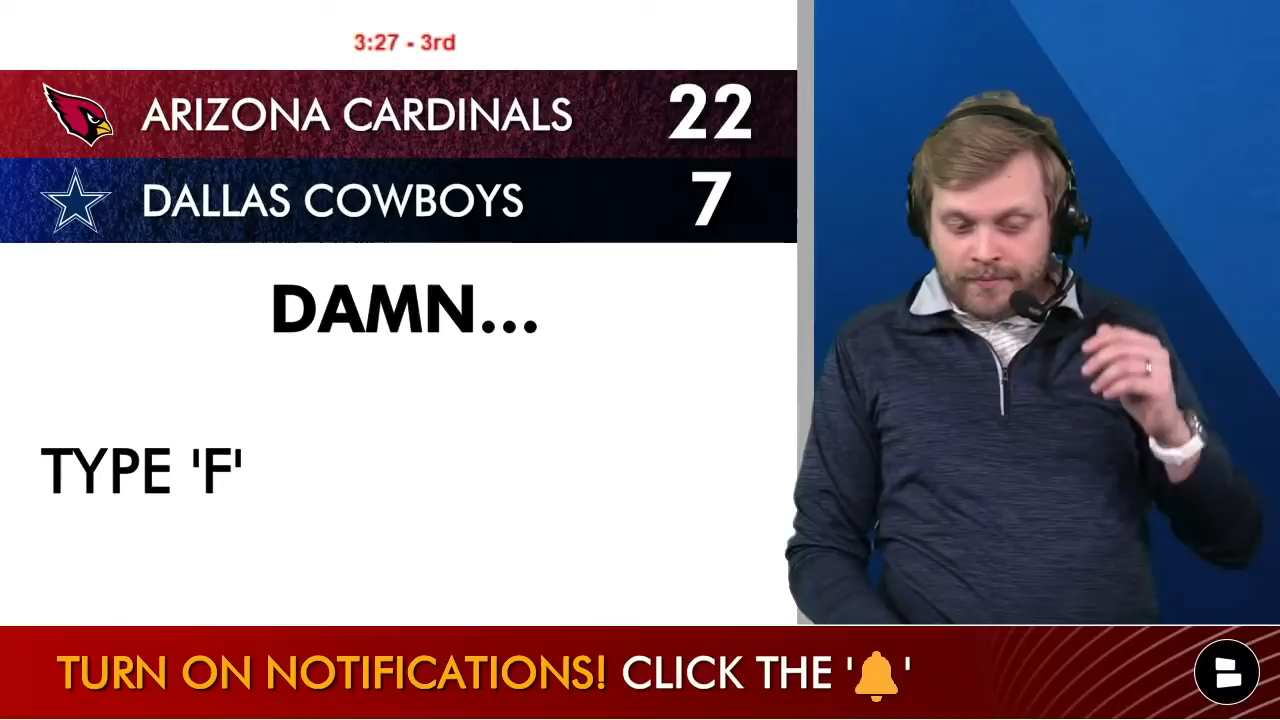 3:27 - 3rd
ARIZONA CARDINALS 22
DALLAS COWBOYS 7
DAMN...
TYPE 'F'
TURN ON NOTIFICATIONS! CLICK THE '🔔'